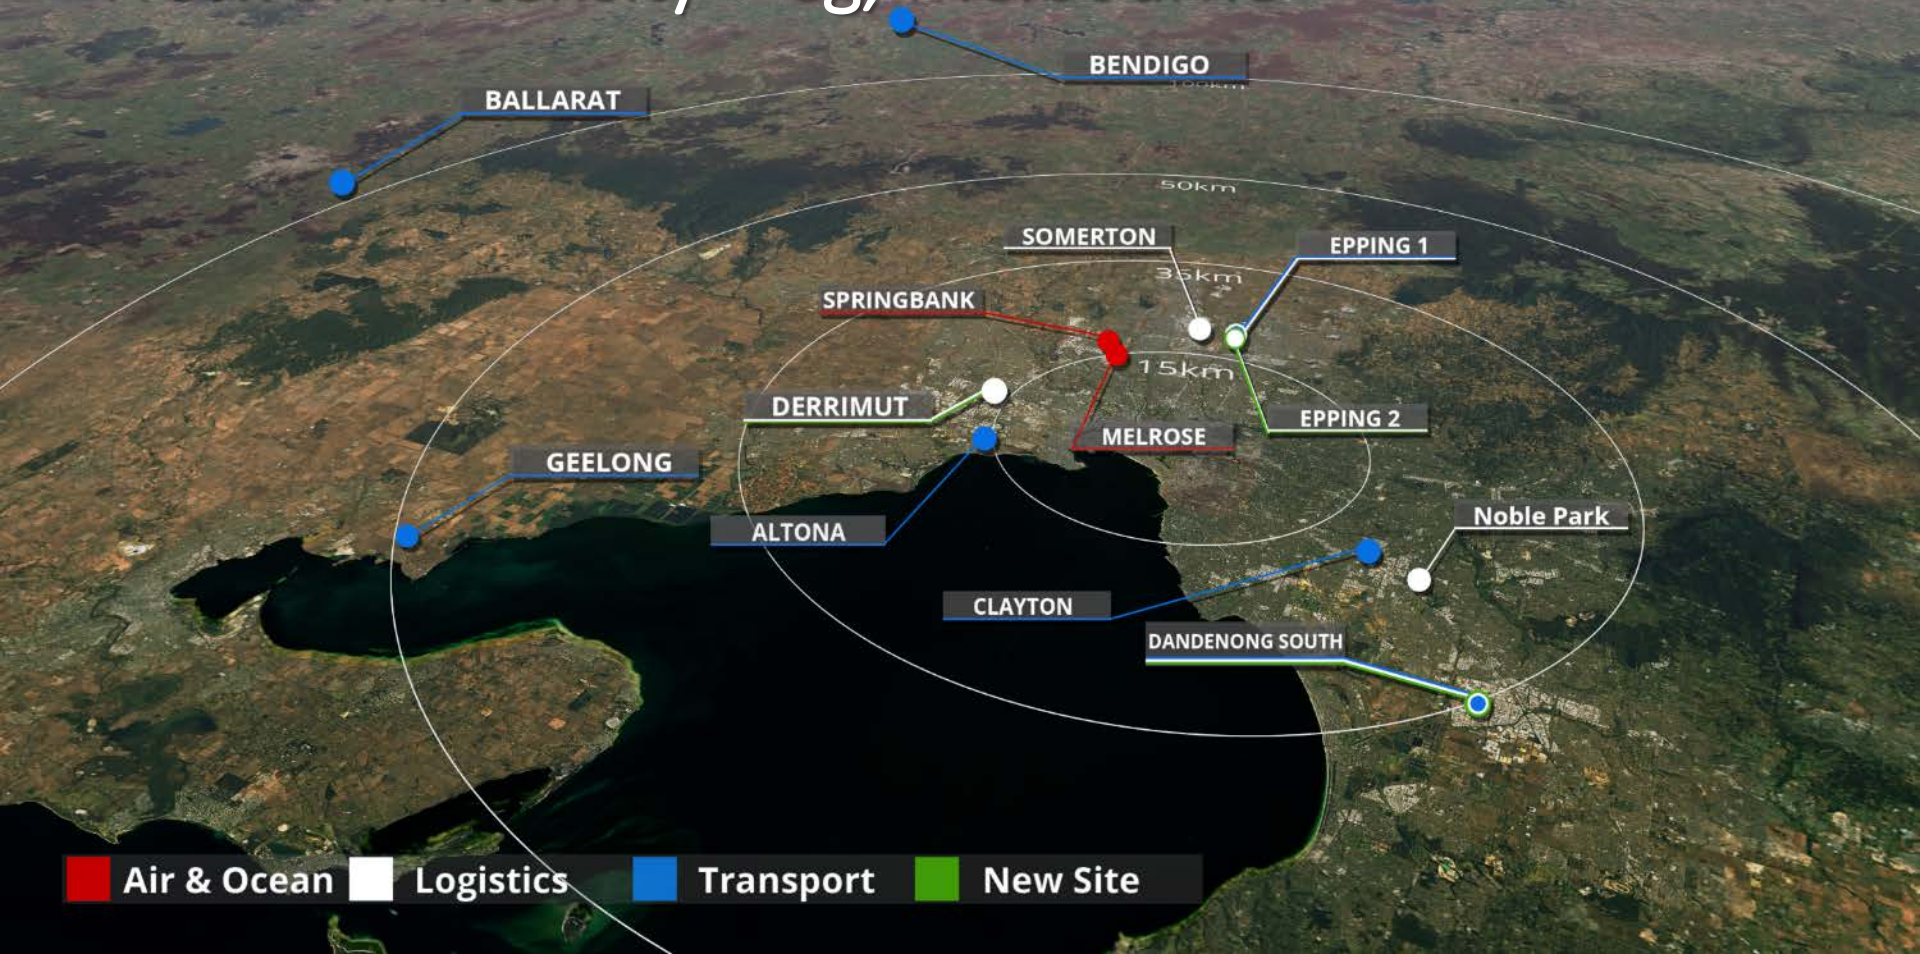 BENDIGO
100km
BALLARAT
50km
SOMERTON
EPPING 1
35km
SPRINGBANK
15km
DERRIMUT
EPPING 2
MELROSE
GEELONG
Noble Park
ALTONA
CLAYTON
DANDENONG SOUTH
Air & Ocean Logistics Transport New Site